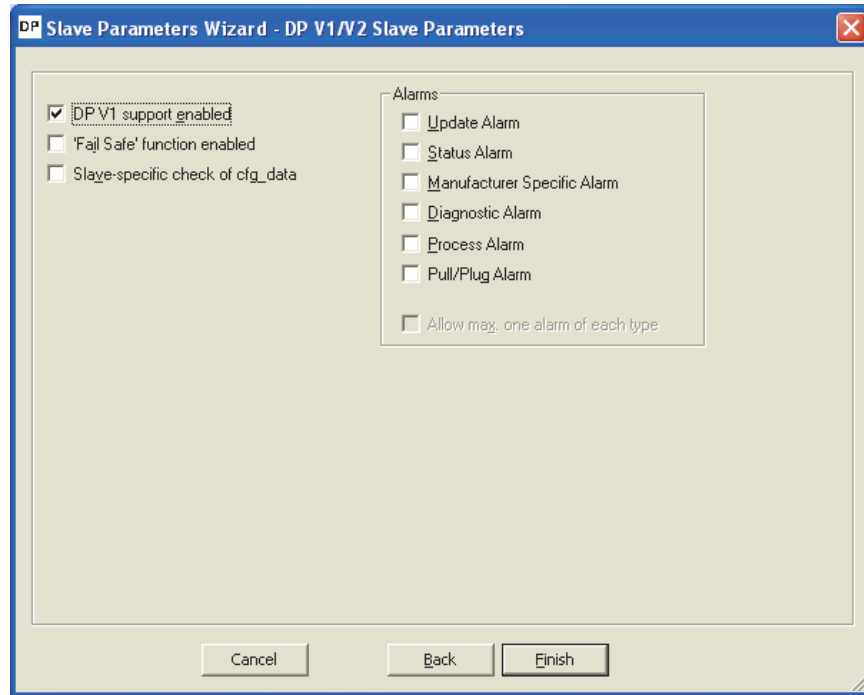 DP Slave Parameters Wizard - DP V1/V2 Slave Parameters
DP V1 support enabled
'Fail Safe' function enabled
Slave-specific check of cfg_data
Alarms
Update Alarm
Status Alarm
Manufacturer Specific Alarm
Diagnostic Alarm
Process Alarm
Pull/Plug Alarm
Allow max. one alarm of each type
Cancel
Back
Finish